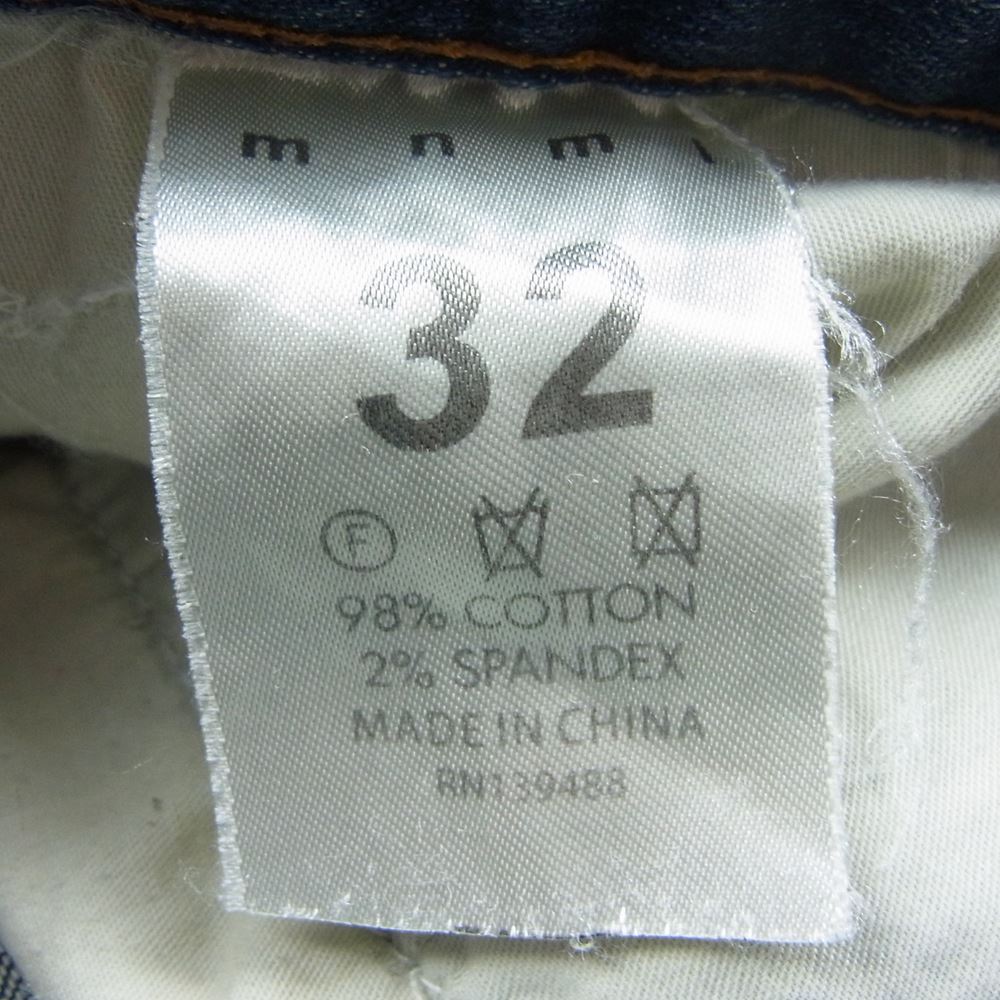 m n m l
32
F
98% COTTON
2% SPANDEX
MADE IN CHINA
RN139488